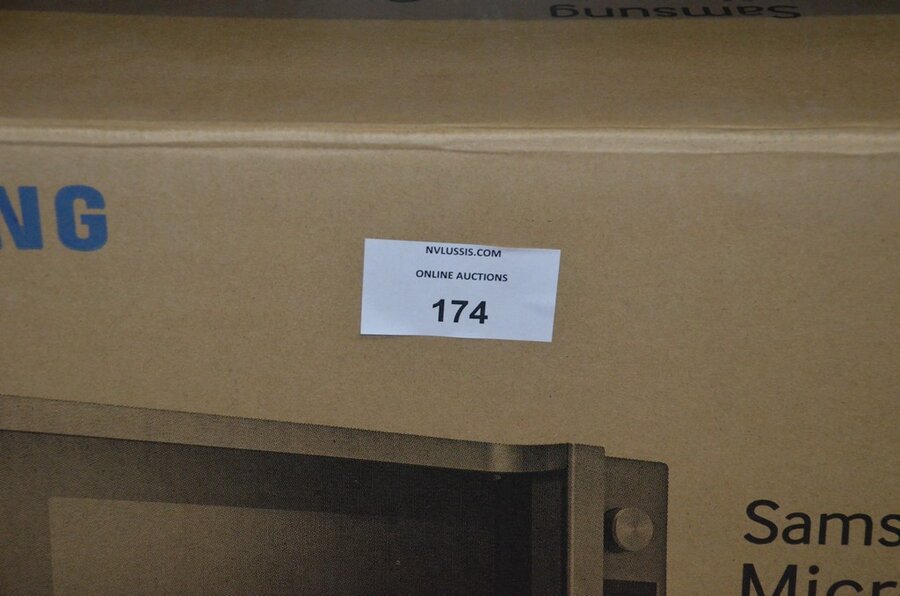 Samsung
NG
NVLUSSIS.COM
ONLINE AUCTIONS
174
Sams
Micr